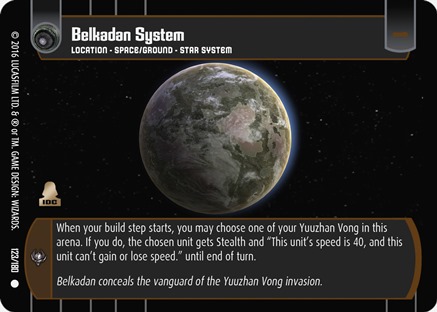 Belkadan System
LOCATION - SPACE/GROUND - STAR SYSTEM
© 2016 LUCASFILM LTD. & ® OR TM. GAME DESIGN: WIZARDS.
IDC
123/180
When your build step starts, you may choose one of your Yuuzhan Vong in this
arena. If you do, the chosen unit gets Stealth and “This unit's speed is 40, and this
unit can't gain or lose speed.” until end of turn.
Belkadan conceals the vanguard of the Yuuzhan Vong invasion.